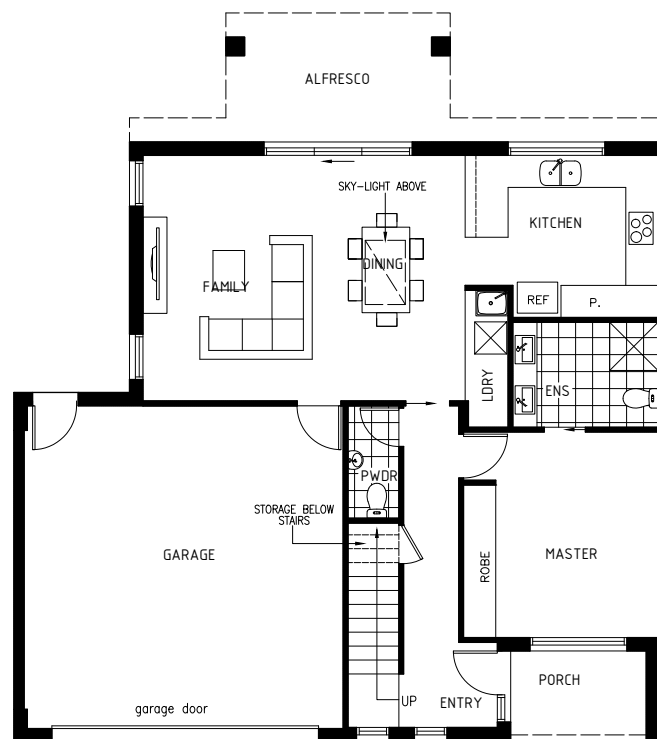 ALFRESCO
SKY-LIGHT ABOVE
KITCHEN
DINING
FAMILY
REF
P.
LDRY
ENS
PWDR
STORAGE BELOW
STAIRS
GARAGE
ROBE
MASTER
PORCH
UP
ENTRY
garage door